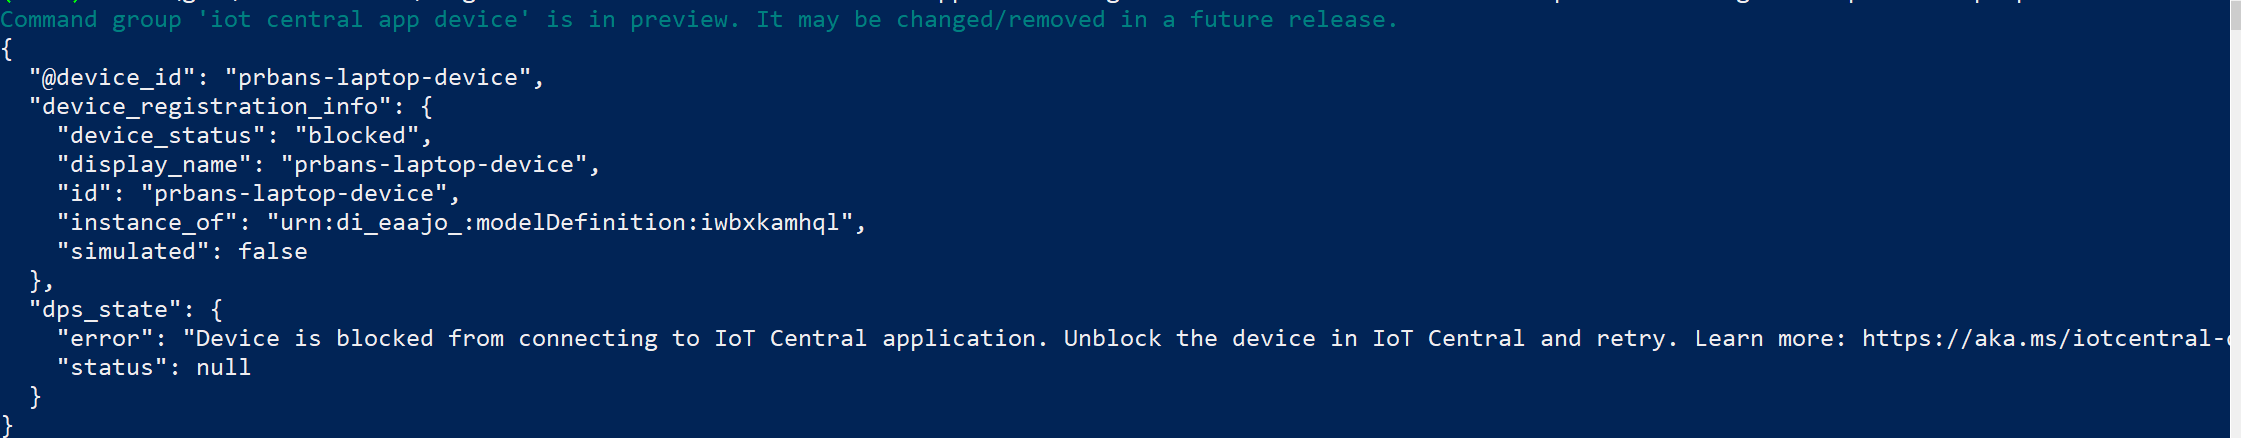 Command group 'iot central app device' is in preview. It may be changed/removed in a future release.
{
  "@device_id": "prbans-laptop-device",
  "device_registration_info": {
    "device_status": "blocked",
    "display_name": "prbans-laptop-device",
    "id": "prbans-laptop-device",
    "instance_of": "urn:di_eaajo_:modelDefinition:iwbxkamhql",
    "simulated": false
  },
  "dps_state": {
    "error": "Device is blocked from connecting to IoT Central application. Unblock the device in IoT Central and retry. Learn more: https://aka.ms/iotcentral-
    "status": null
  }
}